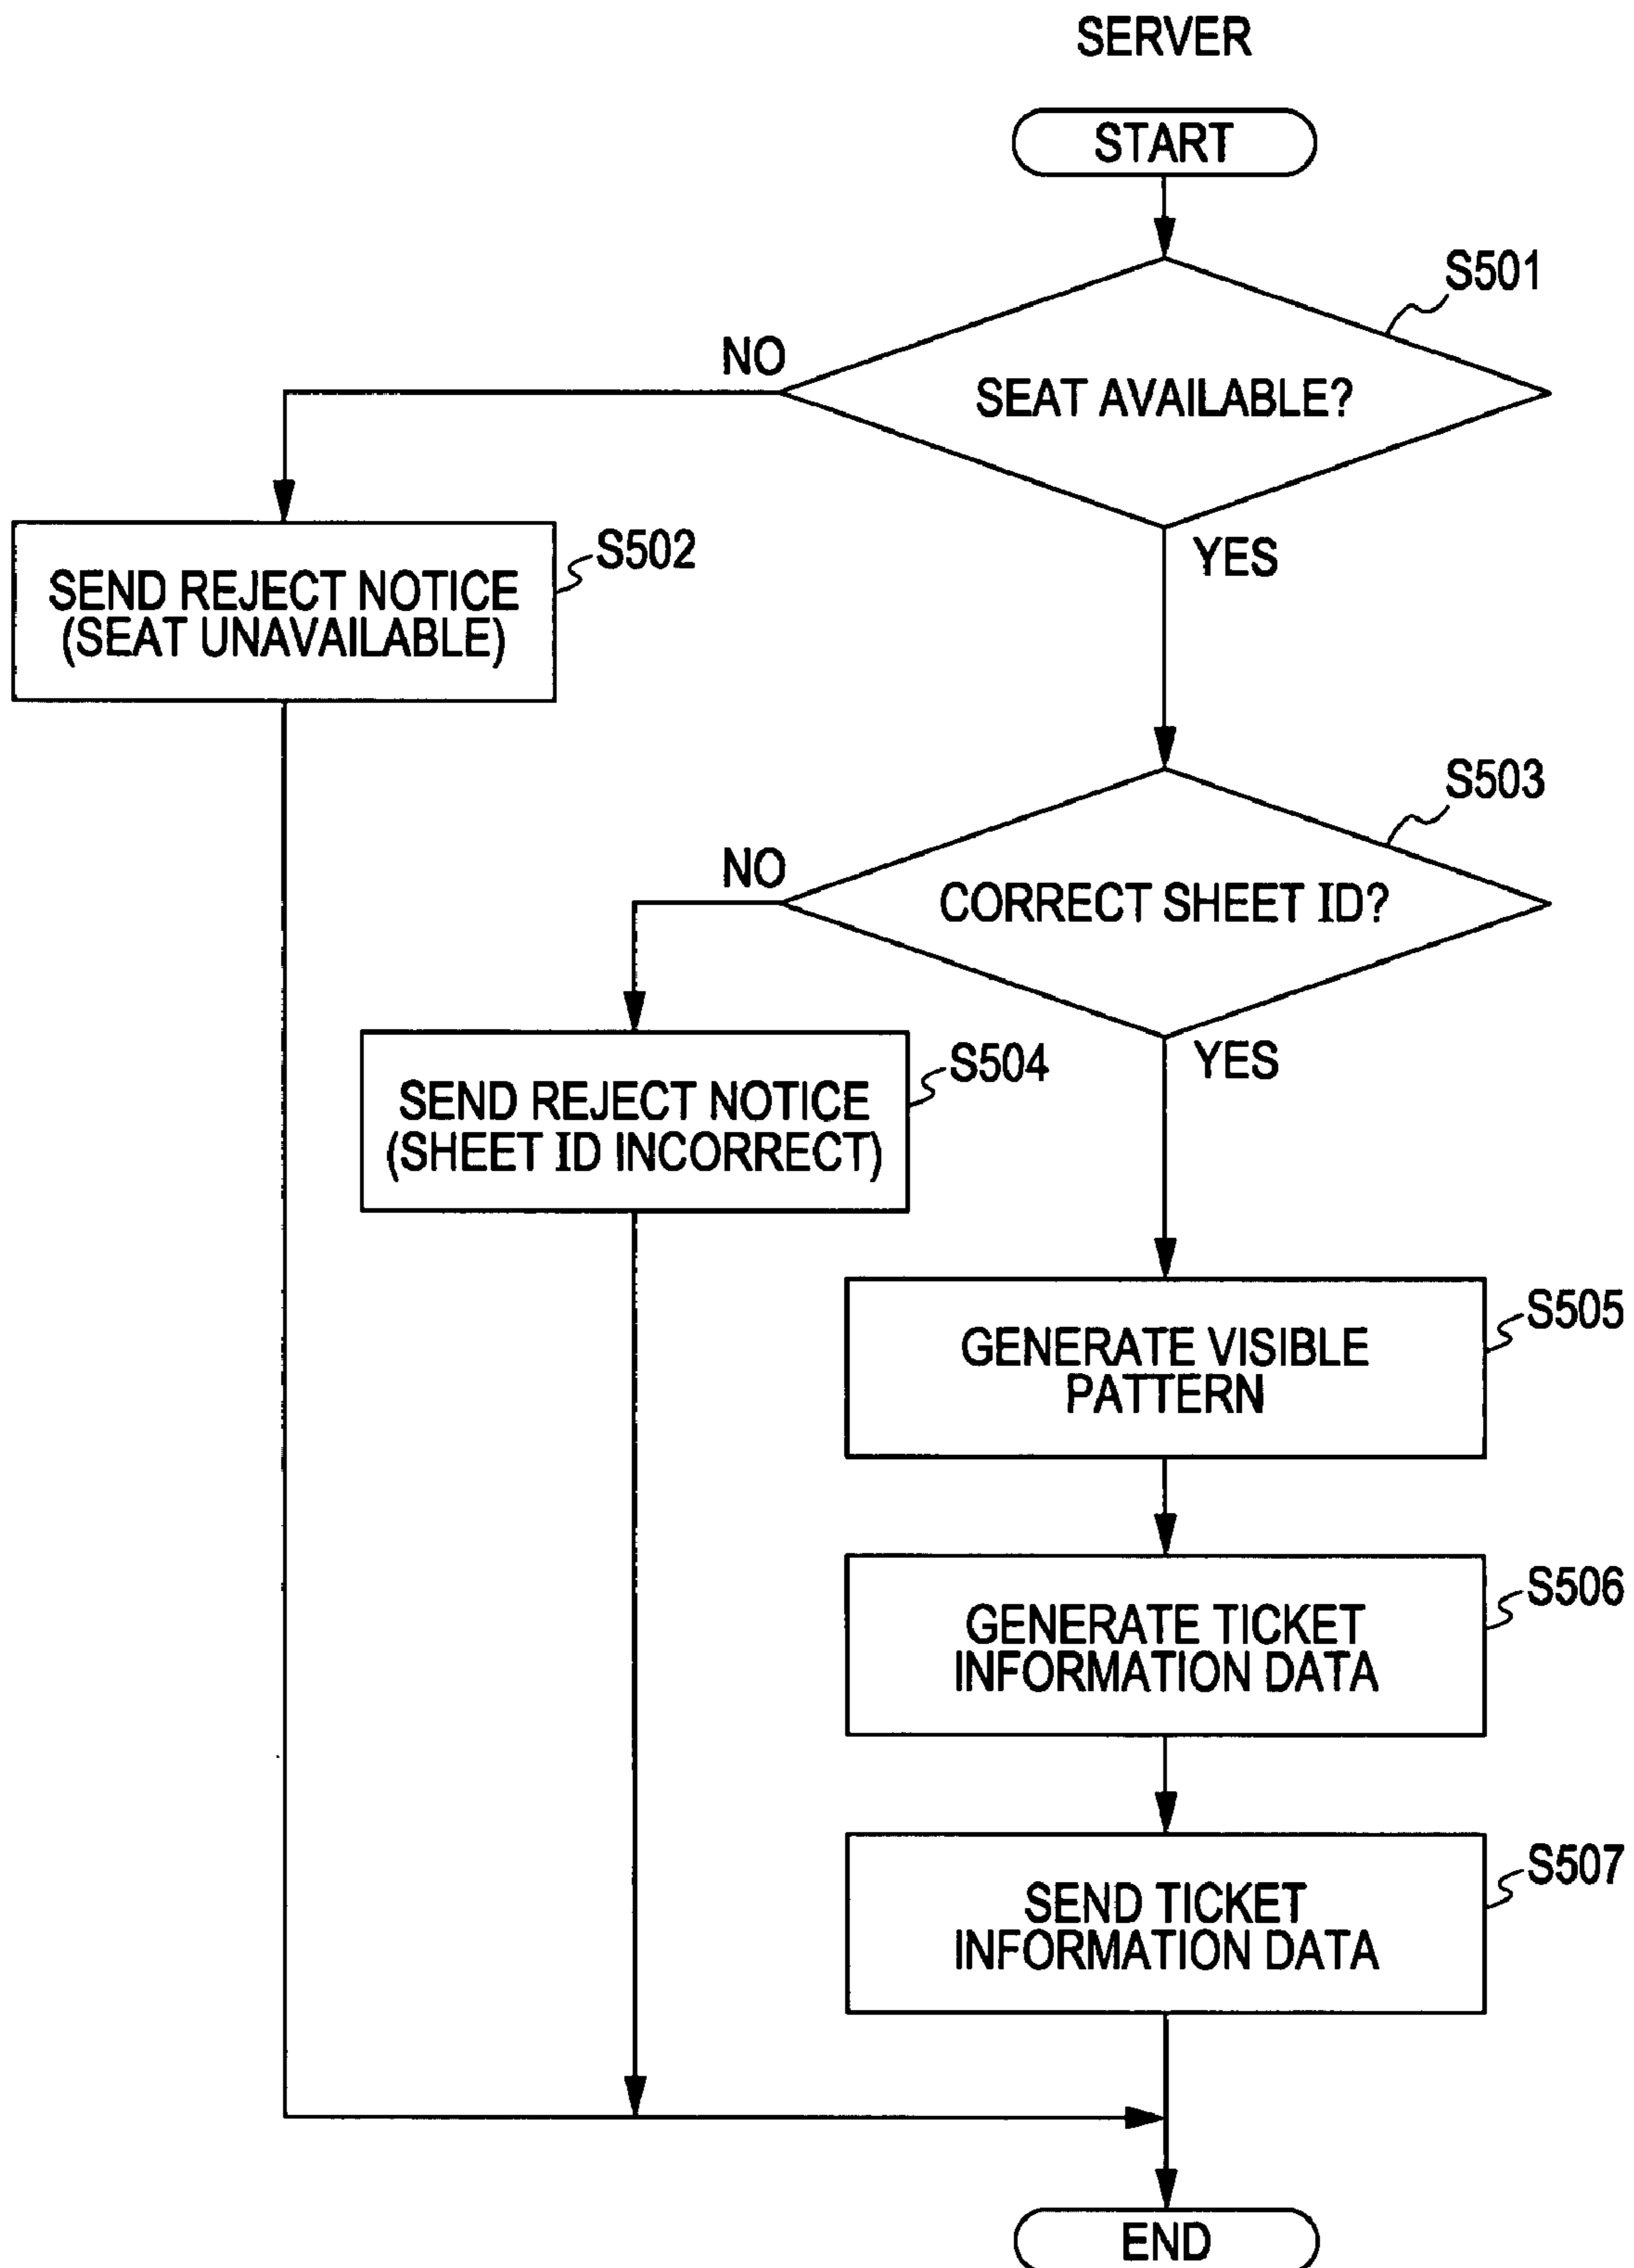 SERVER
START
S501
NO
SEAT AVAILABLE?
YES
S502
SEND REJECT NOTICE
(SEAT UNAVAILABLE)
S503
NO
CORRECT SHEET ID?
YES
S504
SEND REJECT NOTICE
(SHEET ID INCORRECT)
S505
GENERATE VISIBLE
PATTERN
S506
GENERATE TICKET
INFORMATION DATA
S507
SEND TICKET
INFORMATION DATA
END